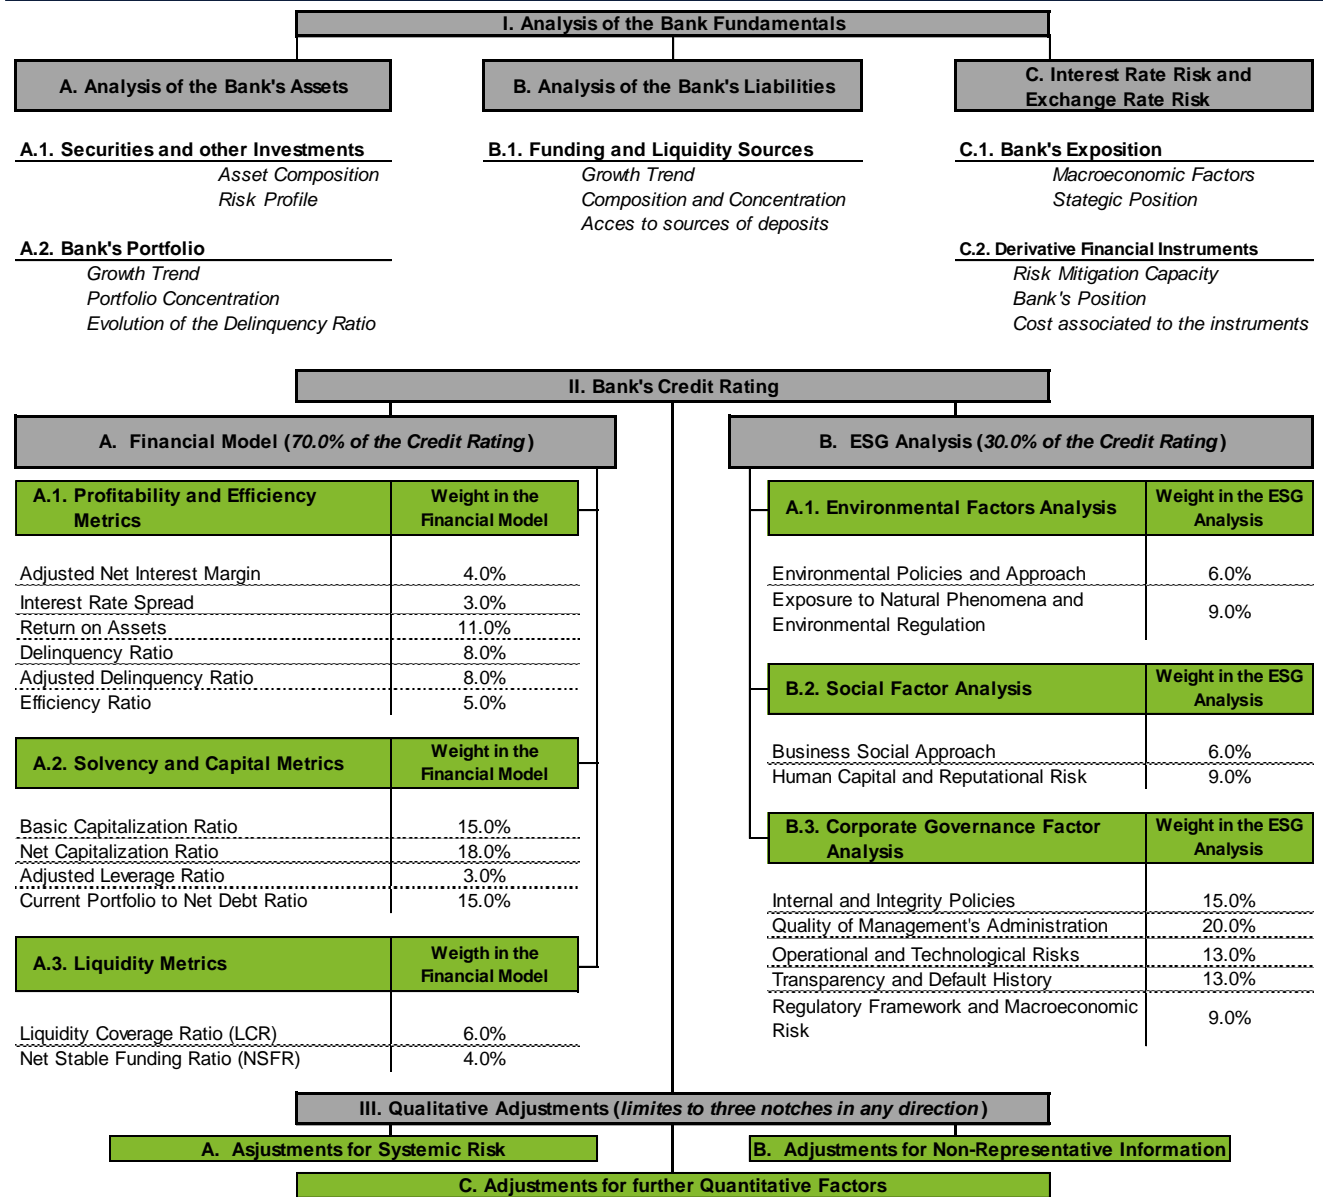 I. Analysis of the Bank Fundamentals
A. Analysis of the Bank's Assets
B. Analysis of the Bank's Liabilities
C. Interest Rate Risk and
Exchange Rate Risk
A.1. Securities and other Investments
Asset Composition
Risk Profile
A.2. Bank's Portfolio
Growth Trend
Portfolio Concentration
Evolution of the Delinquency Ratio
B.1. Funding and Liquidity Sources
Growth Trend
Composition and Concentration
Acces to sources of deposits
C.1. Bank's Exposition
Macroeconomic Factors
Stategic Position
C.2. Derivative Financial Instruments
Risk Mitigation Capacity
Bank's Position
Cost associated to the instruments
II. Bank's Credit Rating
A. Financial Model (70.0% of the Credit Rating)
A.1. Profitability and Efficiency
Metrics
Weight in the
Financial Model
Adjusted Net Interest Margin 4.0%
Interest Rate Spread 3.0%
Return on Assets 11.0%
Delinquency Ratio 8.0%
Adjusted Delinquency Ratio 8.0%
Efficiency Ratio 5.0%
A.2. Solvency and Capital Metrics
Weight in the
Financial Model
Basic Capitalization Ratio 15.0%
Net Capitalization Ratio 18.0%
Adjusted Leverage Ratio 3.0%
Current Portfolio to Net Debt Ratio 15.0%
A.3. Liquidity Metrics
Weigth in the
Financial Model
Liquidity Coverage Ratio (LCR) 6.0%
Net Stable Funding Ratio (NSFR) 4.0%
B. ESG Analysis (30.0% of the Credit Rating)
A.1. Environmental Factors Analysis
Weight in the ESG
Analysis
Environmental Policies and Approach 6.0%
Exposure to Natural Phenomena and
Environmental Regulation 9.0%
B.2. Social Factor Analysis
Weight in the ESG
Analysis
Business Social Approach 6.0%
Human Capital and Reputational Risk 9.0%
B.3. Corporate Governance Factor
Analysis
Weight in the ESG
Analysis
Internal and Integrity Policies 15.0%
Quality of Management's Administration 20.0%
Operational and Technological Risks 13.0%
Transparency and Default History 13.0%
Regulatory Framework and Macroeconomic
Risk 9.0%
III. Qualitative Adjustments (limites to three notches in any direction)
A. Asjustments for Systemic Risk
B. Adjustments for Non-Representative Information
C. Adjustments for further Quantitative Factors